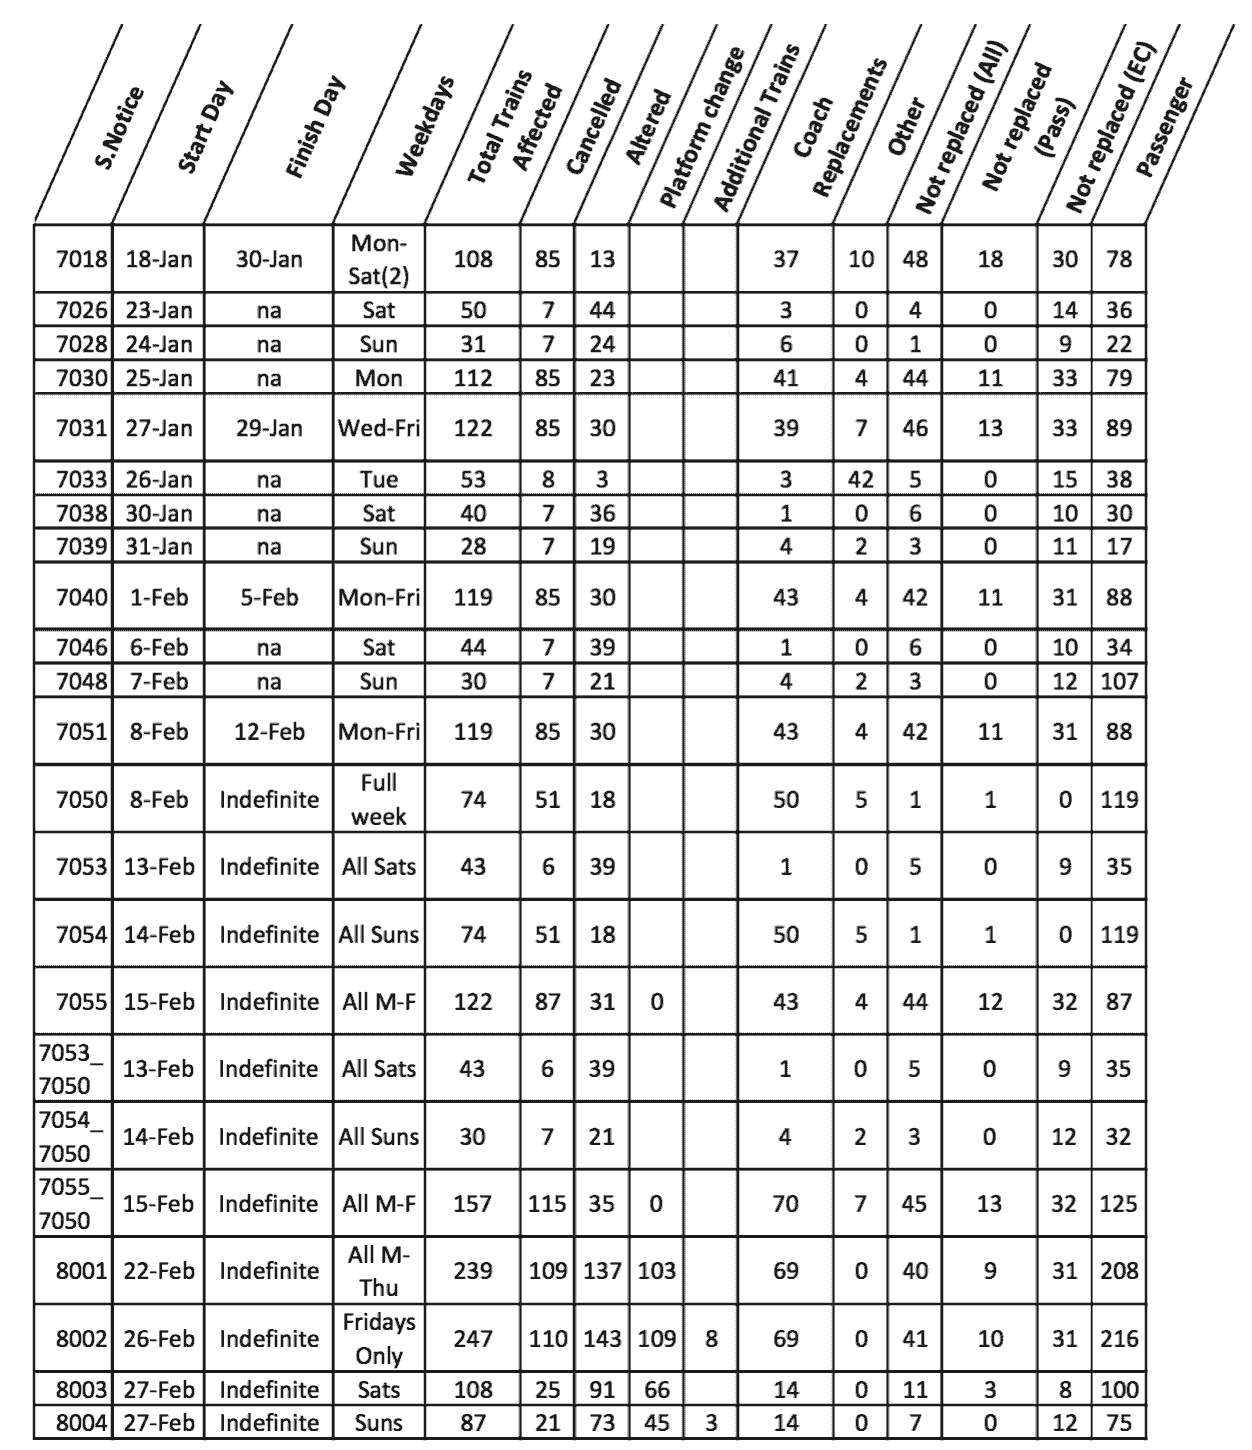 S.Notice Start Day Finish Day Weekdays Total Trains Affected Cancelled Altered Platform change Additional Trains Coach Replacements Other Not replaced (All) Not replaced (Pass) Not replaced (EC) Passenger
7018 18-Jan 30-Jan Mon-Sat(2) 108 85 13 37 10 48 18 30 78
7026 23-Jan na Sat 50 7 44 3 0 4 0 14 36
7028 24-Jan na Sun 31 7 24 6 0 1 0 9 22
7030 25-Jan na Mon 112 85 23 41 4 44 11 33 79
7031 27-Jan 29-Jan Wed-Fri 122 85 30 39 7 46 13 33 89
7033 26-Jan na Tue 53 8 3 3 42 5 0 15 38
7038 30-Jan na Sat 40 7 36 1 0 6 0 10 30
7039 31-Jan na Sun 28 7 19 4 2 3 0 11 17
7040 1-Feb 5-Feb Mon-Fri 119 85 30 43 4 42 11 31 88
7046 6-Feb na Sat 44 7 39 1 0 6 0 10 34
7048 7-Feb na Sun 30 7 21 4 2 3 0 12 107
7051 8-Feb 12-Feb Mon-Fri 119 85 30 43 4 42 11 31 88
7050 8-Feb Indefinite Full week 74 51 18 50 5 1 1 0 119
7053 13-Feb Indefinite All Sats 43 6 39 1 0 5 0 9 35
7054 14-Feb Indefinite All Suns 74 51 18 50 5 1 1 0 119
7055 15-Feb Indefinite All M-F 122 87 31 0 43 4 44 12 32 87
7053_7050 13-Feb Indefinite All Sats 43 6 39 1 0 5 0 9 35
7054_7050 14-Feb Indefinite All Suns 30 7 21 4 2 3 0 12 32
7055_7050 15-Feb Indefinite All M-F 157 115 35 0 70 7 45 13 32 125
8001 22-Feb Indefinite All M-Thu 239 109 137 103 69 0 40 9 31 208
8002 26-Feb Indefinite Fridays Only 247 110 143 109 8 69 0 41 10 31 216
8003 27-Feb Indefinite Sats 108 25 91 66 14 0 11 3 8 100
8004 27-Feb Indefinite Suns 87 21 73 45 3 14 0 7 0 12 75